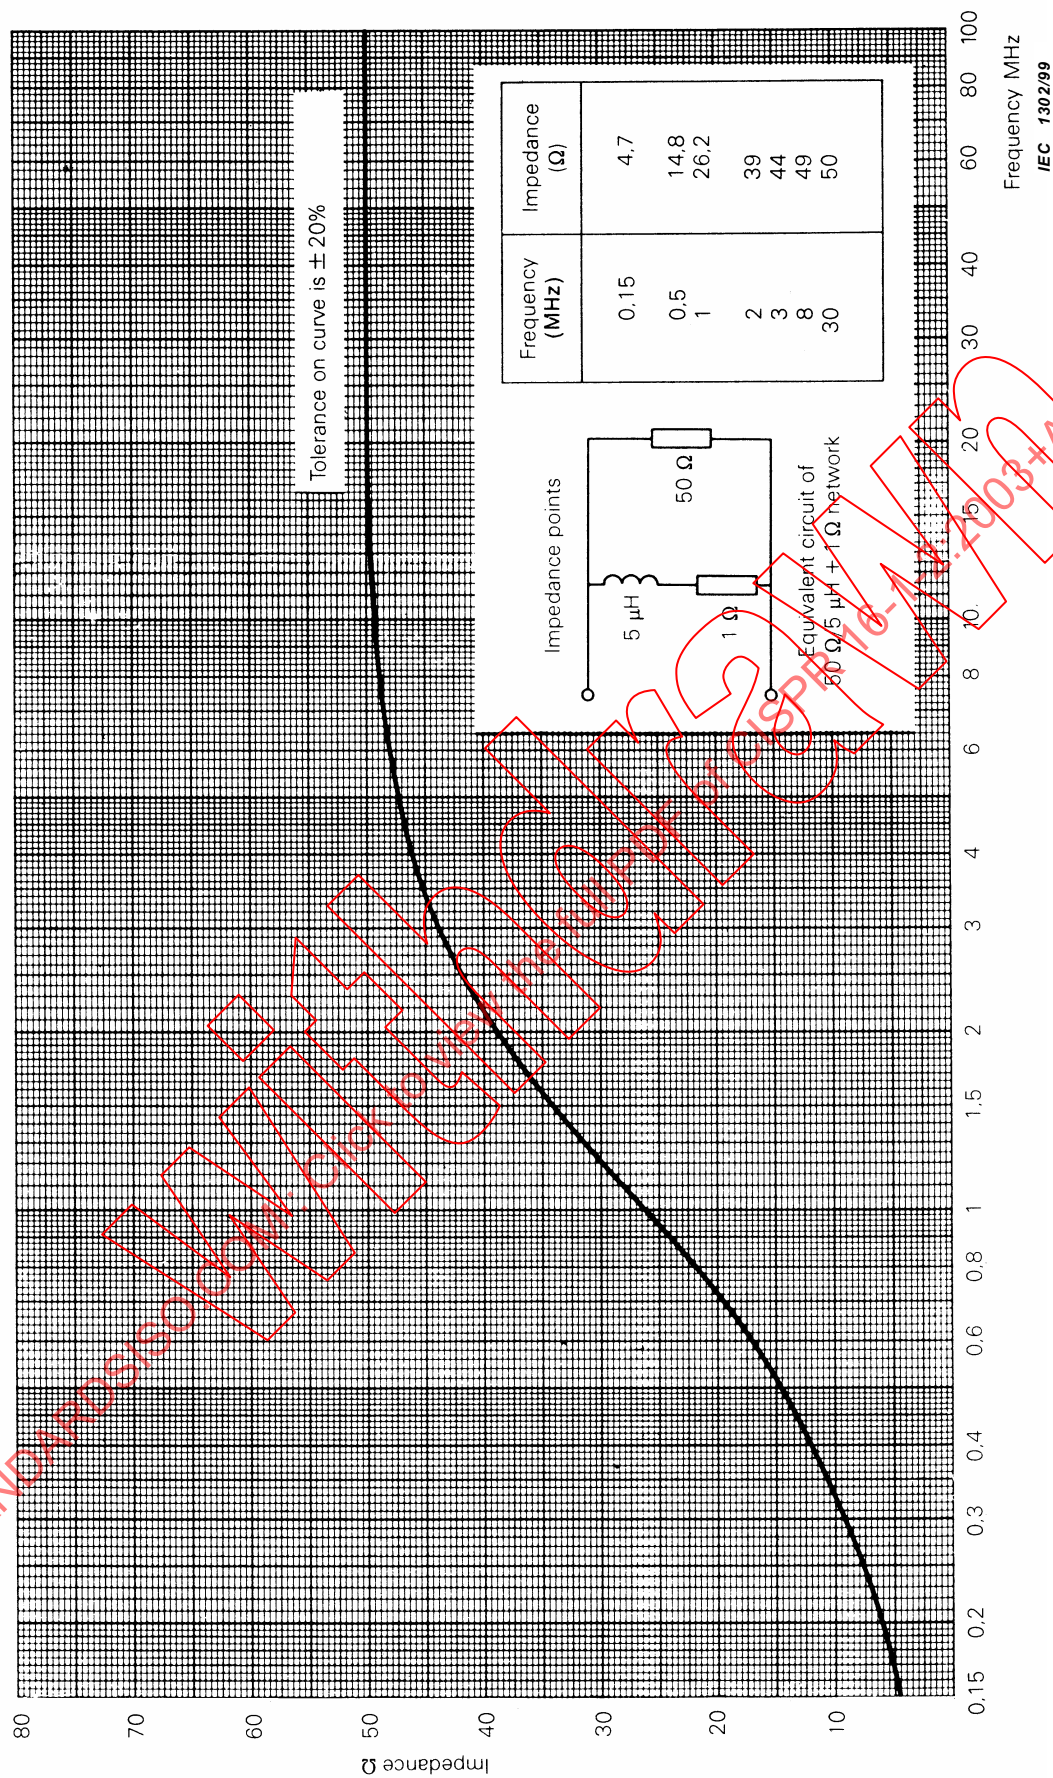 Impedance Ω
80
70
60
50
40
30
20
10
Tolerance on curve is ± 20%
Impedance points
5 µH
1 Ω
50 Ω
Equivalent circuit of
50 Ω/5 µH + 1 Ω network
Frequency (MHz) Impedance (Ω)
0,15 4,7
0,5 14,8
1 26,2
2 39
3 44
8 49
30 50
0,15 0,2 0,3 0,4 0,6 0,8 1 1,5 2 3 4 6 8 10 15 20 30 40 60 80 100
Frequency MHz
IEC 1302/99
NDARDSISO.COM: Click to view the full PDF of CISPR 16-1-2:2003+A